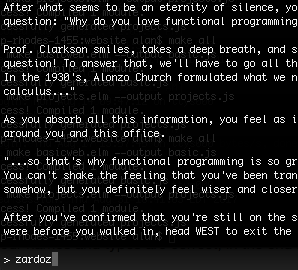 After what seems to be an eternity of silence, yo
question: "Why do you love functional programming
Prof. Clarkson smiles, takes a deep breath, and s
question! To answer that, we'll have to go all th
In the 1930's, Alonzo Church formulated what we n
calculus..."
As you absorb all this information, you feel as i
around you and this office.
"...so that's why functional programming is so gr
You can't shake the feeling that you've been tran
somehow, but you definitely feel wiser and closer
After you've confirmed that you're still on the s
were before you walked in, head WEST to exit the
> zardoz